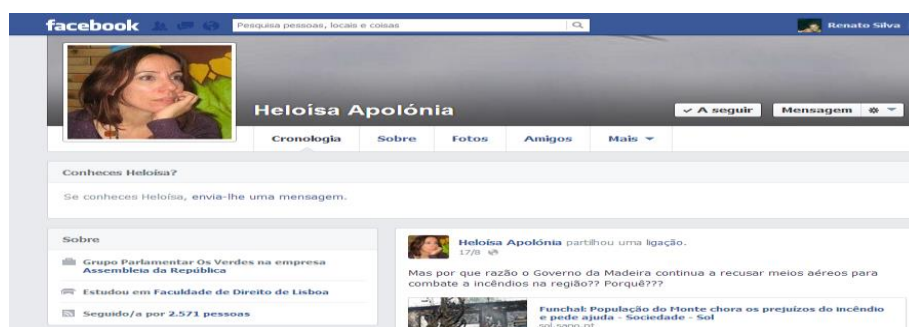 facebook
Pesquisa pessoas, locais e coisas
Renato Silva
Heloísa Apolónia
A seguir
Mensagem
Cronologia Sobre Fotos Amigos Mais
Conheces Heloísa?
Se conheces Heloísa, envia-lhe uma mensagem.
Sobre
Grupo Parlamentar Os Verdes na empresa
Assembleia da República
Estudou em Faculdade de Direito de Lisboa
Seguido/a por 2.571 pessoas
Heloísa Apolónia partilhou uma ligação.
17/8
Mas por que razão o Governo da Madeira continua a recusar meios aéreos para
combate a incêndios na região?? Porquê???
Funchal: População do Monte chora os prejuízos do incêndio
e pede ajuda - Sociedade - Sol
sol.sapo.pt